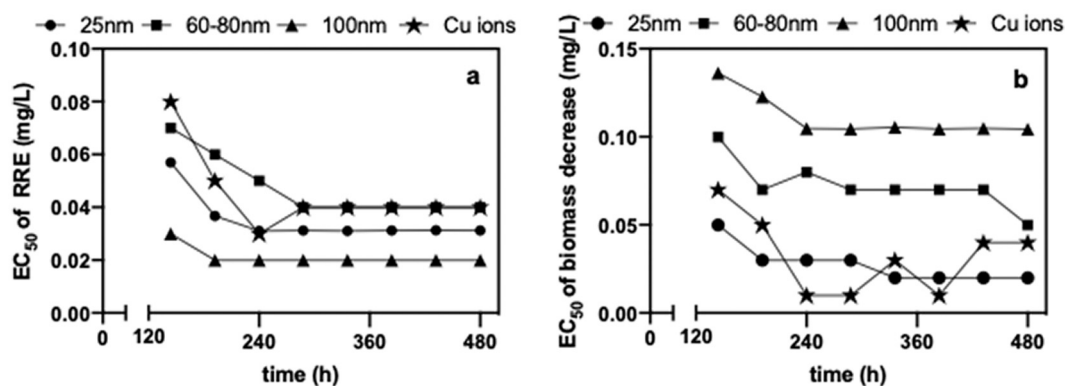 25nm 60-80nm 100nm Cu ions
a
EC50 of RRE (mg/L)
0.10
0.08
0.06
0.04
0.02
0.00
0 120 240 360 480
time (h)
25nm 60-80nm 100nm Cu ions
b
EC50 of biomass decrease (mg/L)
0.15
0.10
0.05
0.00
0 120 240 360 480
time (h)